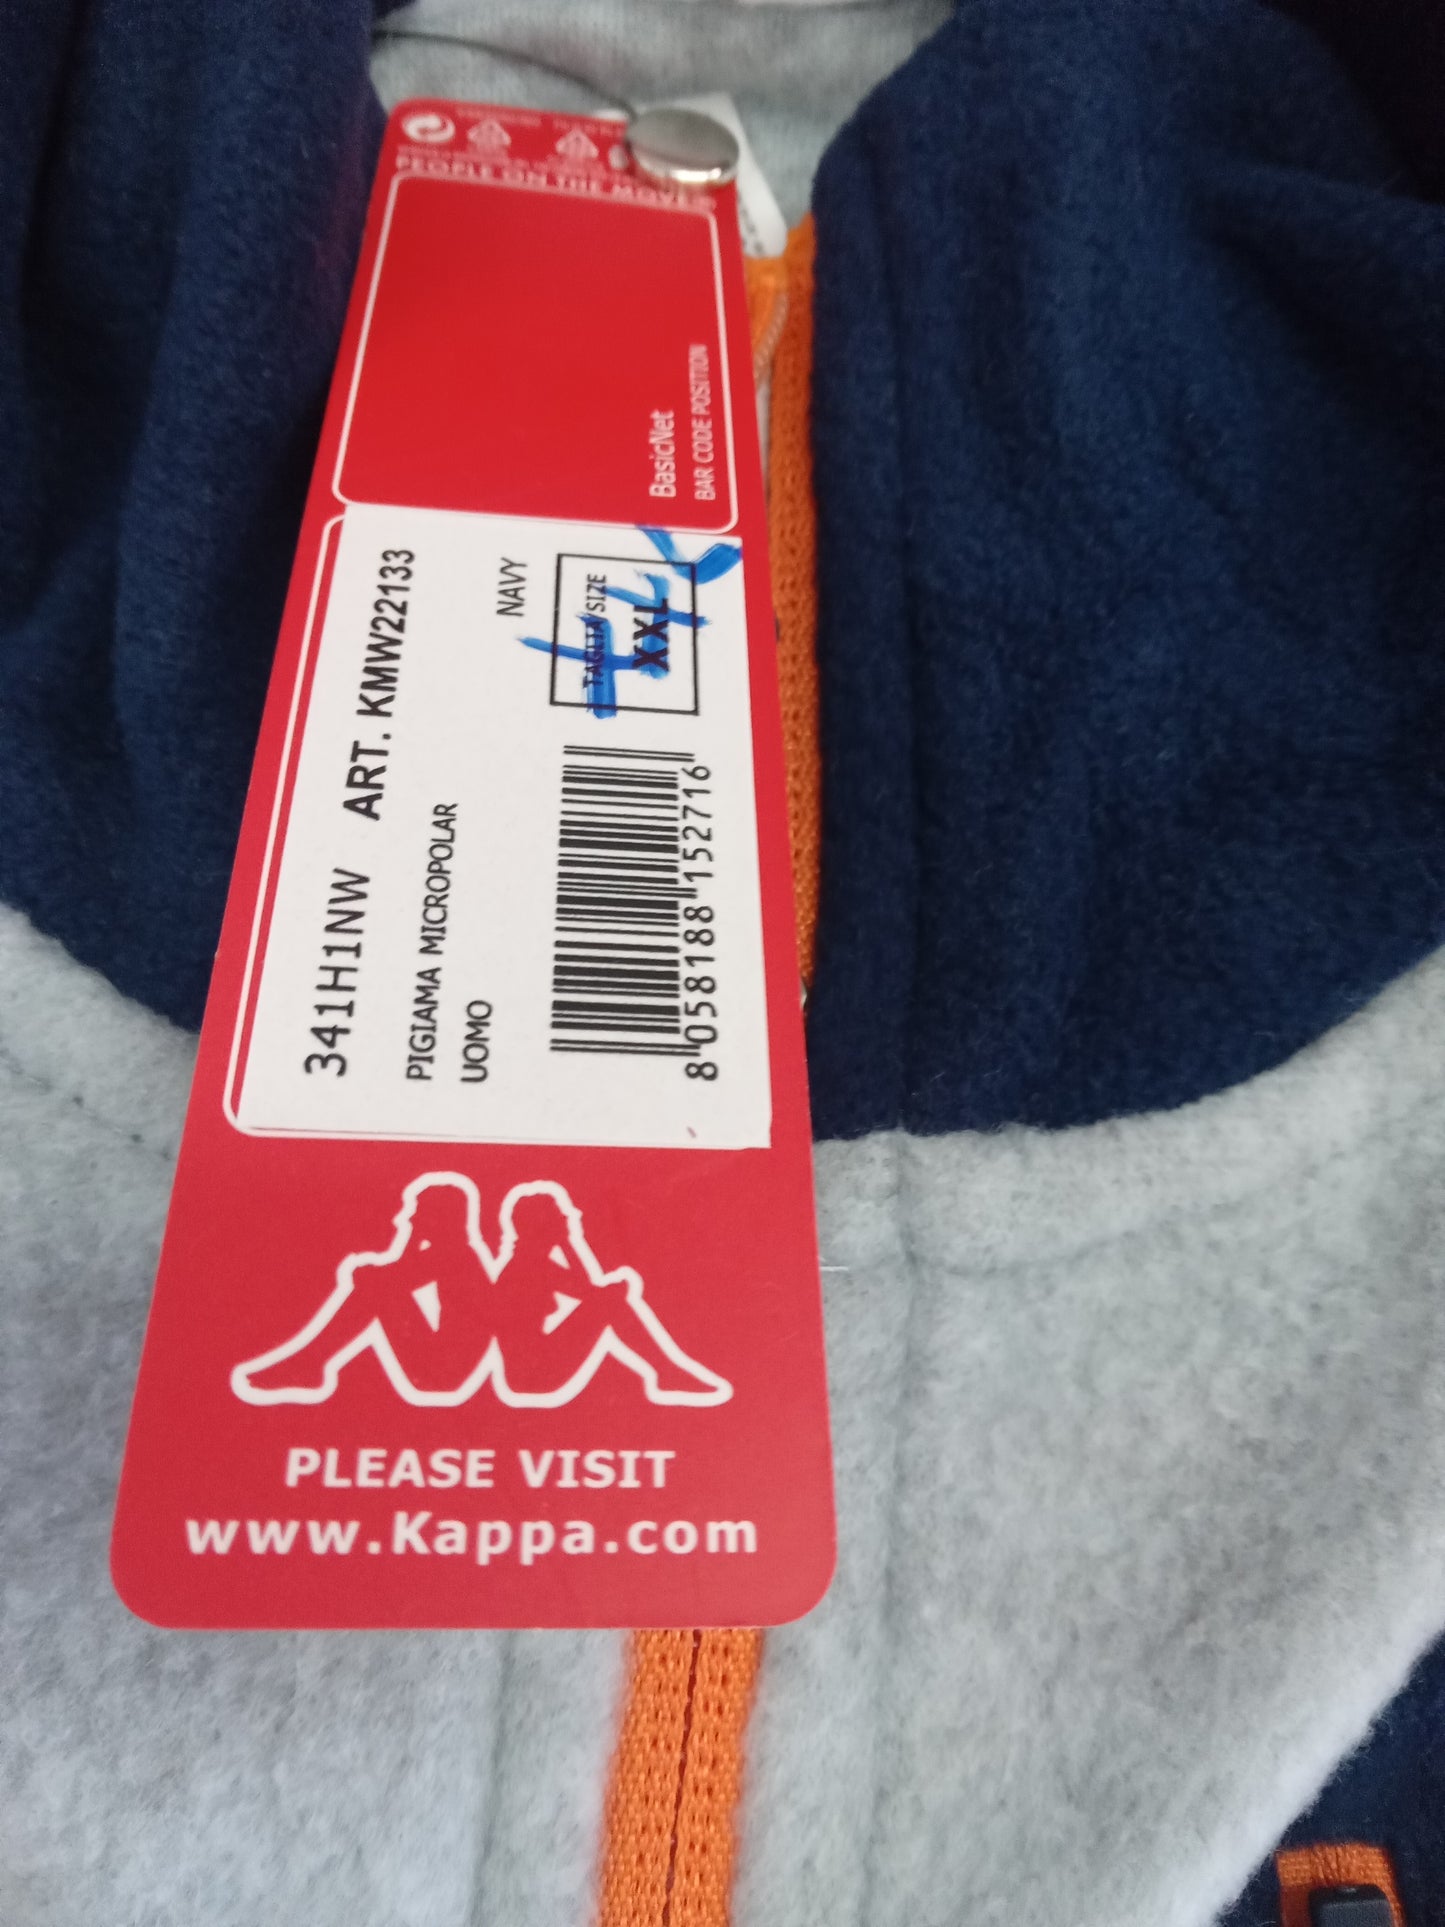 PEOPLE ON THE MOVE
BasicNet
BAR CODE POSITION
341H1NW ART. KMW22133
PIGIAMA MICROPOLAR
UOMO
NAVY
TAGLIA/SIZE
XXL
8 058188 152716
PLEASE VISIT
www.Kappa.com